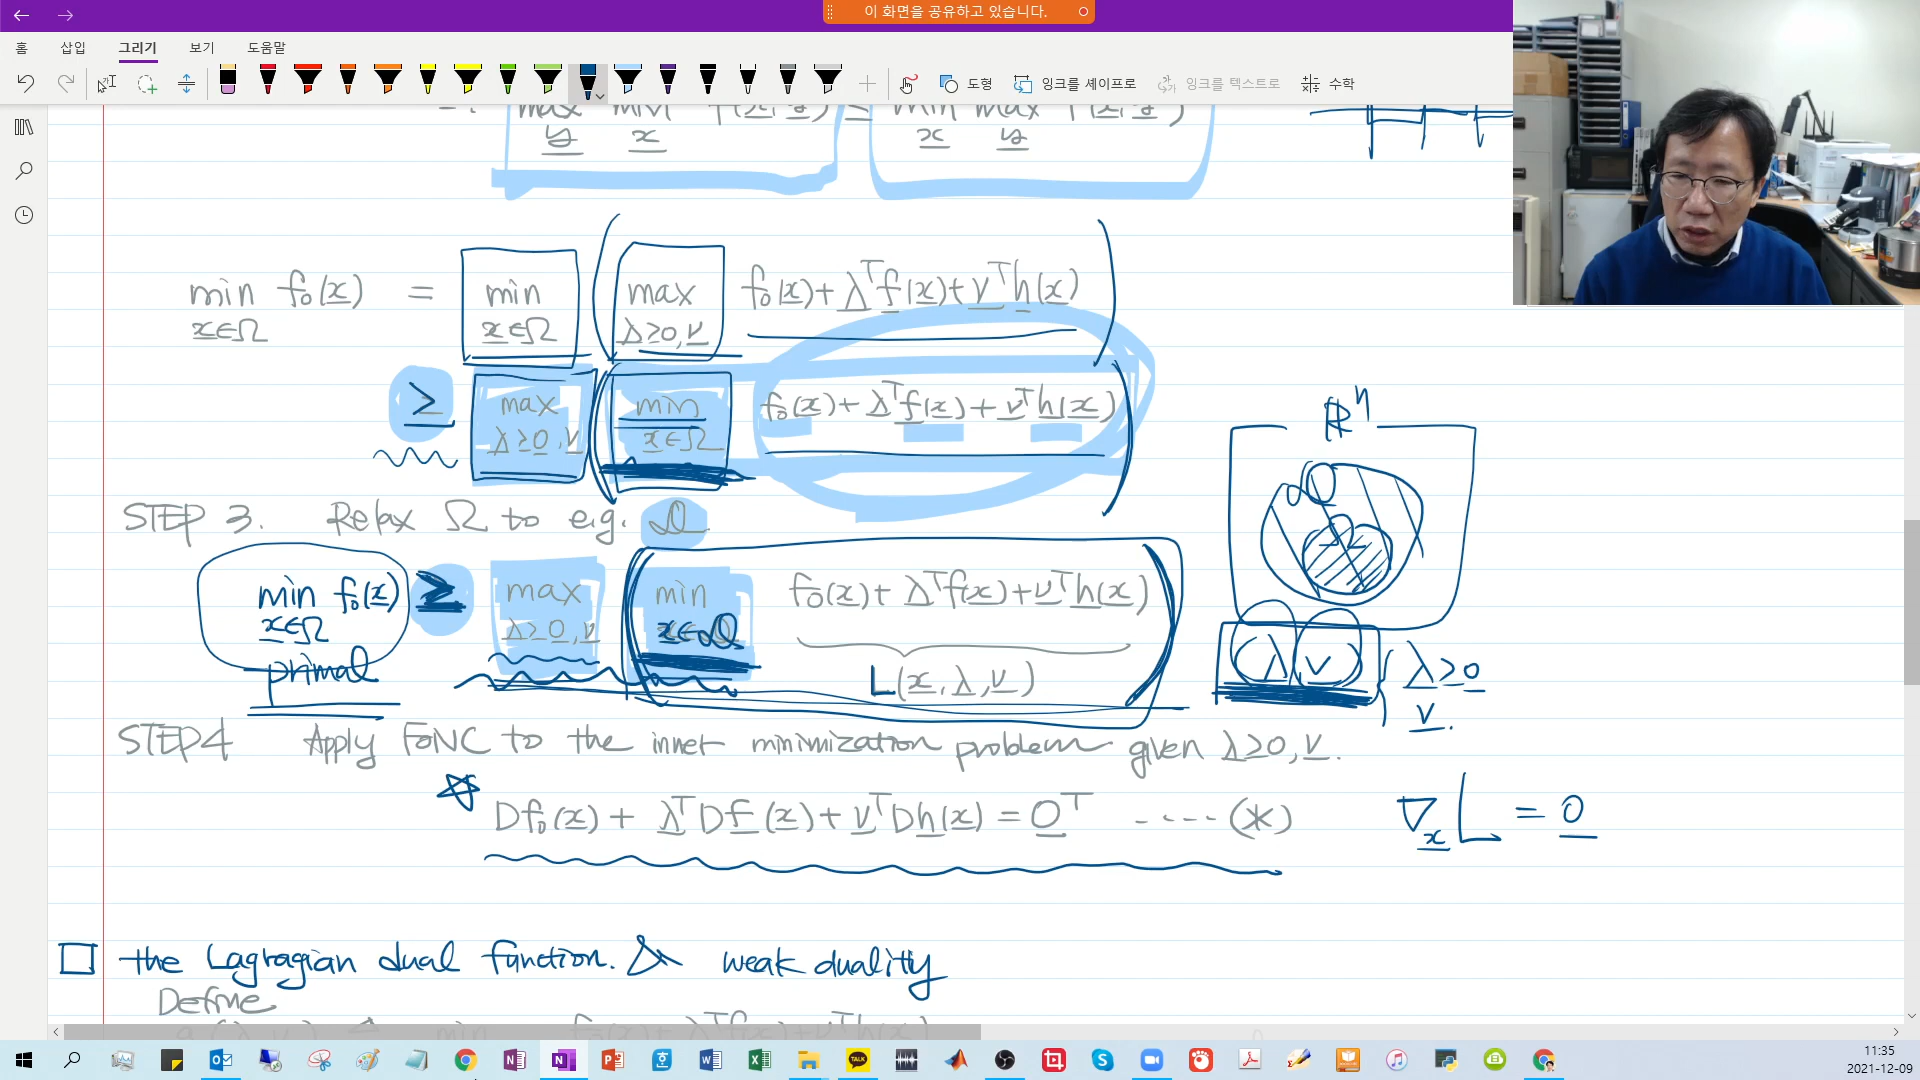 이 화면을 공유하고 있습니다.
홈 삽입 그리기 보기 도움말
도형 잉크를 셰이프로 잉크를 텍스트로 수학
min f₀(x) = min max f₀(x) + λᵀf(x) + νᵀh(x)
x∈Ω x∈Ω λ≥0, ν
≥ max min f₀(x) + λᵀf(x) + νᵀh(x)
λ≥0, ν x∈Ω
ℝⁿ
STEP 3. Relax Ω to e.g. 𝒟
min f₀(x) ≥ max min f₀(x) + λᵀf(x) + νᵀh(x)
x∈Ω λ≥0, ν x∈𝒟
primal L(x, λ, ν)
(λ, ν) { λ≥0
ν.
STEP4 Apply FONC to the inner minimization problem given λ≥0, ν.
Df₀(x) + λᵀDf(x) + νᵀDh(x) = 0ᵀ ····(*)
∇ₓL = 0
□ the Lagragian dual function. & weak duality
Define
11:35
2021-12-09